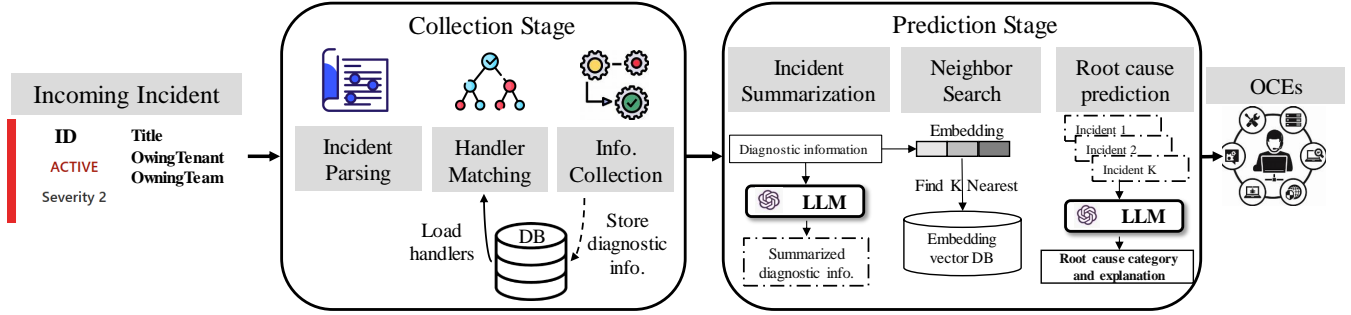 Collection Stage
Prediction Stage
Incoming Incident
ID
ACTIVE
Severity 2
Title
OwingTenant
OwningTeam
Incident
Parsing
Handler
Matching
Info.
Collection
Load
handlers
DB
Store
diagnostic
info.
Incident
Summarization
Neighbor
Search
Root cause
prediction
Diagnostic information
LLM
Summarized
diagnostic info.
Embedding
Find K Nearest
Embedding
vector DB
Incident 1
Incident 2
Incident K
LLM
Root cause category
and explanation
OCEs